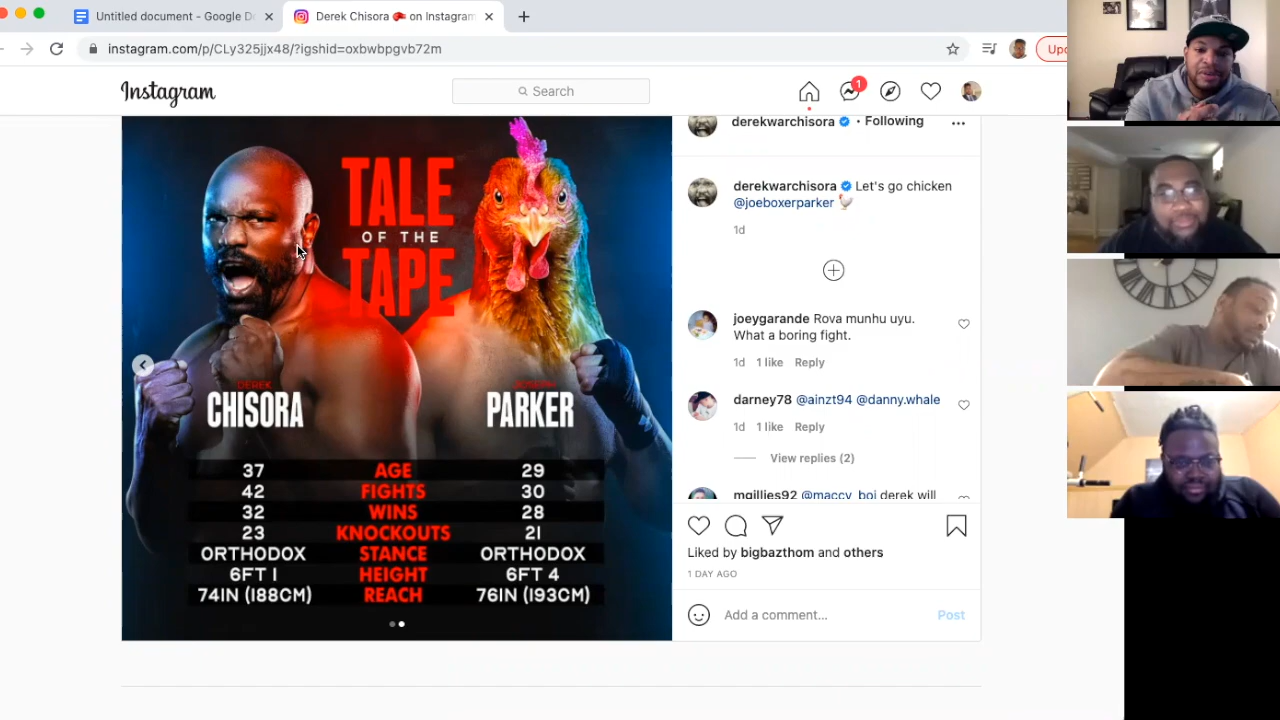 Untitled document - Google D
Derek Chisora 🥊 on Instagram
instagram.com/p/CLy325jjx48/?igshid=oxbwbpgvb72m
Instagram
Search
1
derekwarchisora • Following
derekwarchisora Let's go chicken
@joeboxerparker 🐓
1d
joeygarande Rova munhu uyu.
What a boring fight.
1d 1 like Reply
darney78 @ainzt94 @danny.whale
1d 1 like Reply
View replies (2)
mgillies92 @maccy_boi derek will
Liked by bigbazthom and others
1 DAY AGO
Add a comment... Post
TALE
OF THE
TAPE
DEREK
CHISORA
JOSEPH
PARKER
37 AGE 29
42 FIGHTS 30
32 WINS 28
23 KNOCKOUTS 21
ORTHODOX STANCE ORTHODOX
6FT 1 HEIGHT 6FT 4
74IN (188CM) REACH 76IN (193CM)